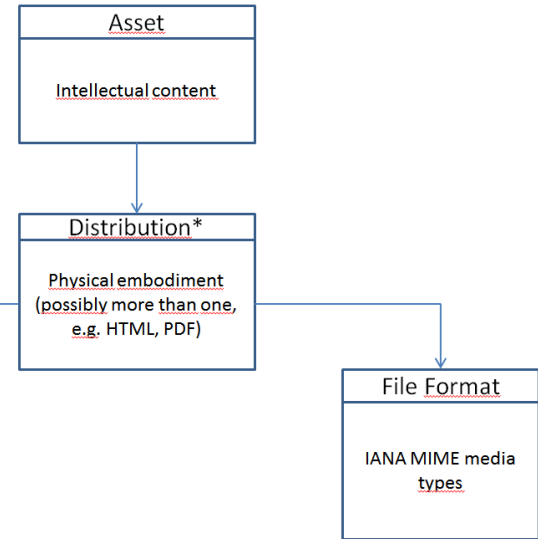 Asset
Intellectual content
Distribution*
Physical embodiment
(possibly more than one,
e.g. HTML, PDF)
File Format
IANA MIME media
types